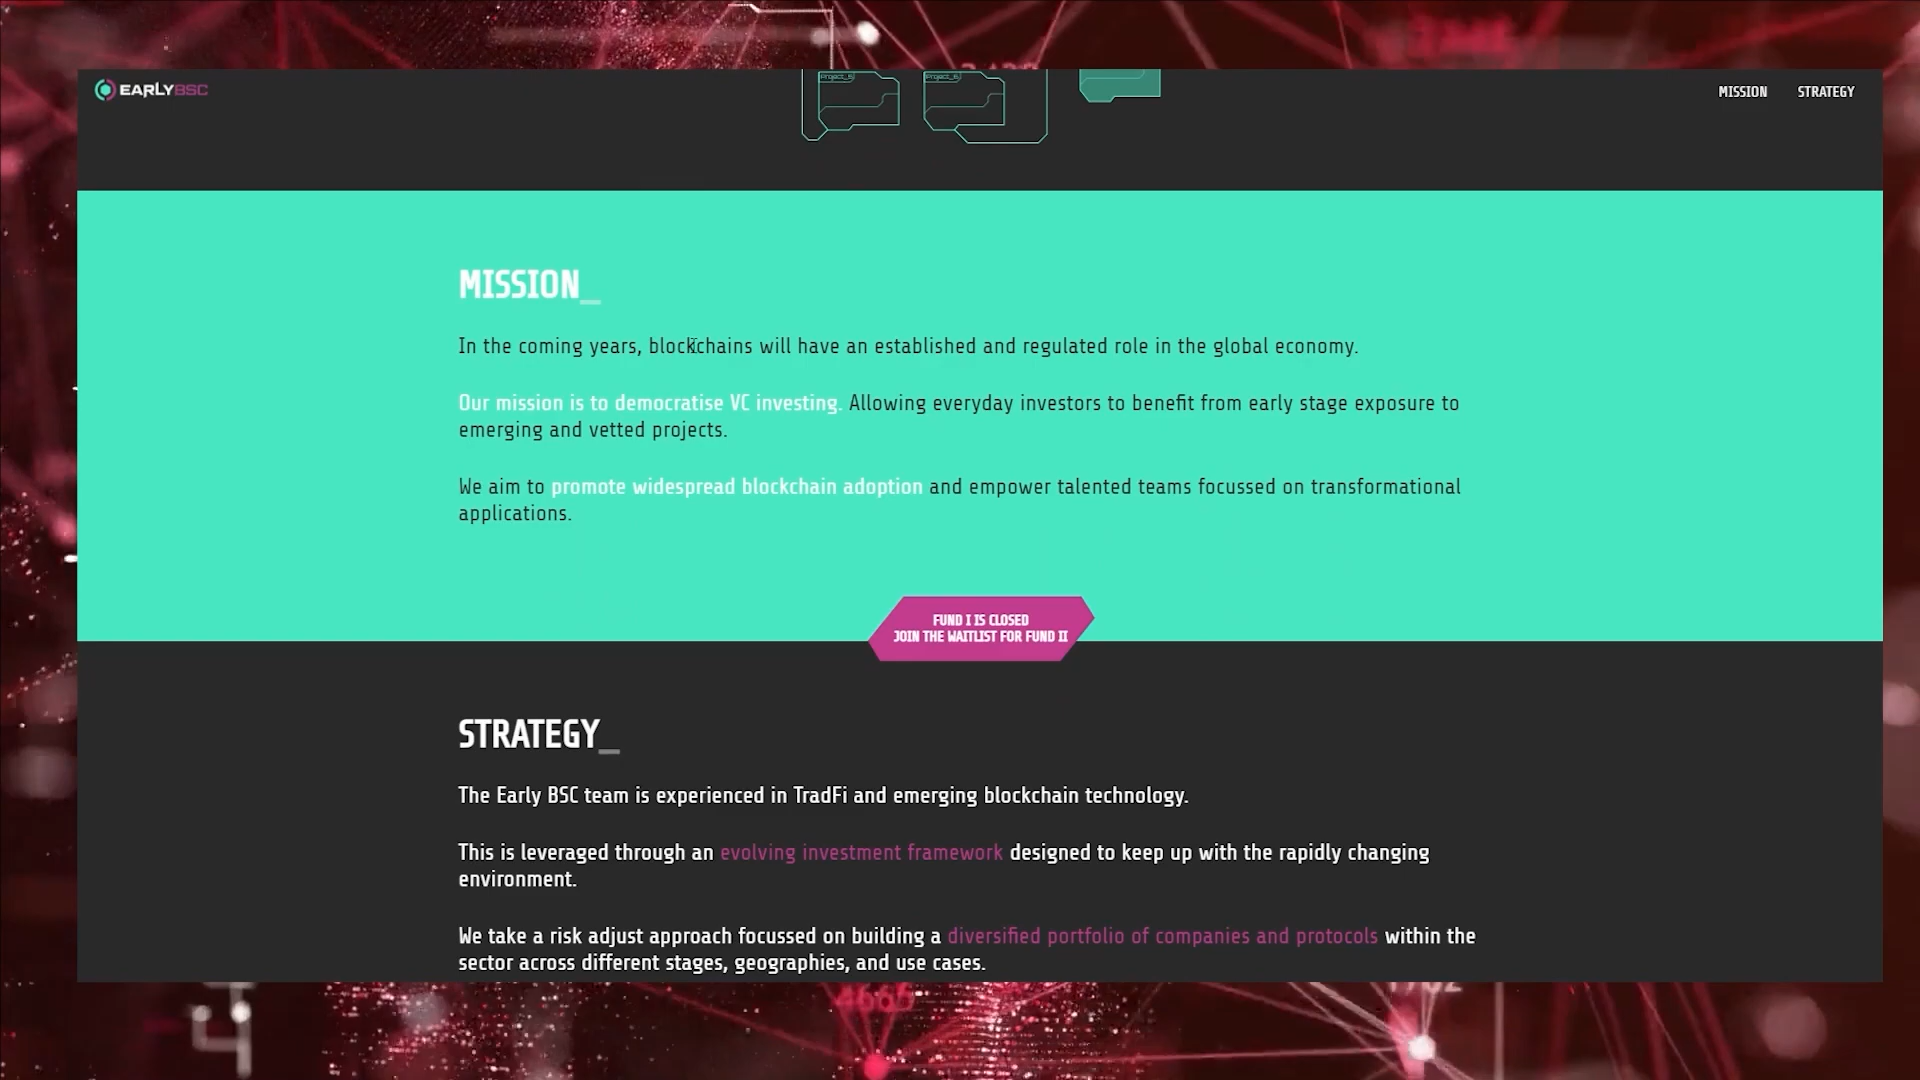 Project_5
Project_6
EARLYBSC
MISSION
STRATEGY
MISSION_
In the coming years, blockchains will have an established and regulated role in the global economy.
Our mission is to democratise VC investing. Allowing everyday investors to benefit from early stage exposure to
emerging and vetted projects.
We aim to promote widespread blockchain adoption and empower talented teams focussed on transformational
applications.
FUND I IS CLOSED
JOIN THE WAITLIST FOR FUND II
STRATEGY_
The Early BSC team is experienced in TradFi and emerging blockchain technology.
This is leveraged through an evolving investment framework designed to keep up with the rapidly changing
environment.
We take a risk adjust approach focussed on building a diversified portfolio of companies and protocols within the
sector across different stages, geographies, and use cases.